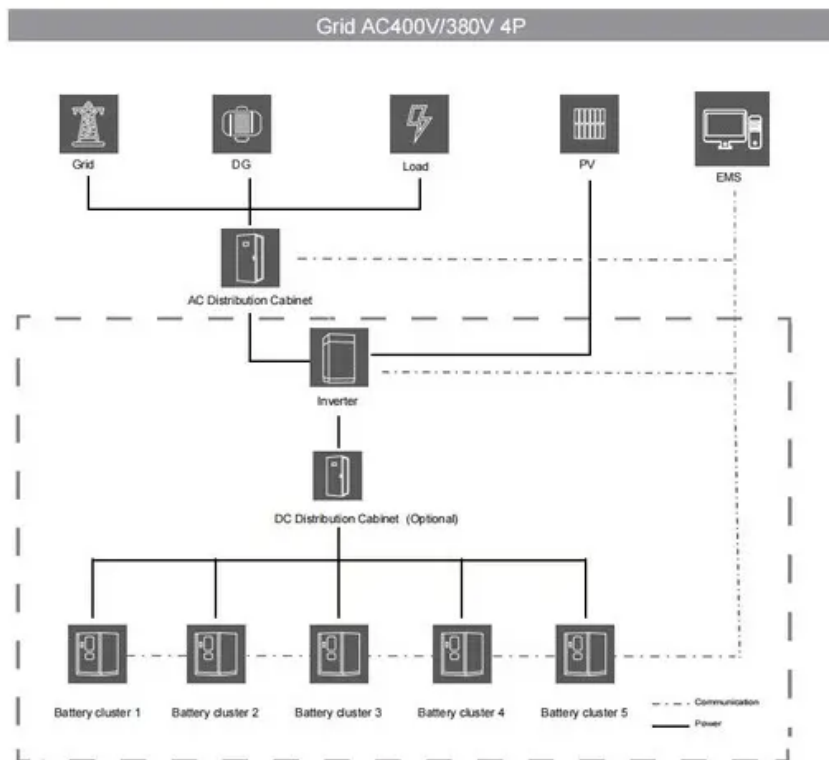 Grid AC400V/380V 4P
Grid
DG
Load
PV
EMS
AC Distribution Cabinet
Inverter
DC Distribution Cabinet (Optional)
Battery cluster 1
Battery cluster 2
Battery cluster 3
Battery cluster 4
Battery cluster 5
Communication
Power